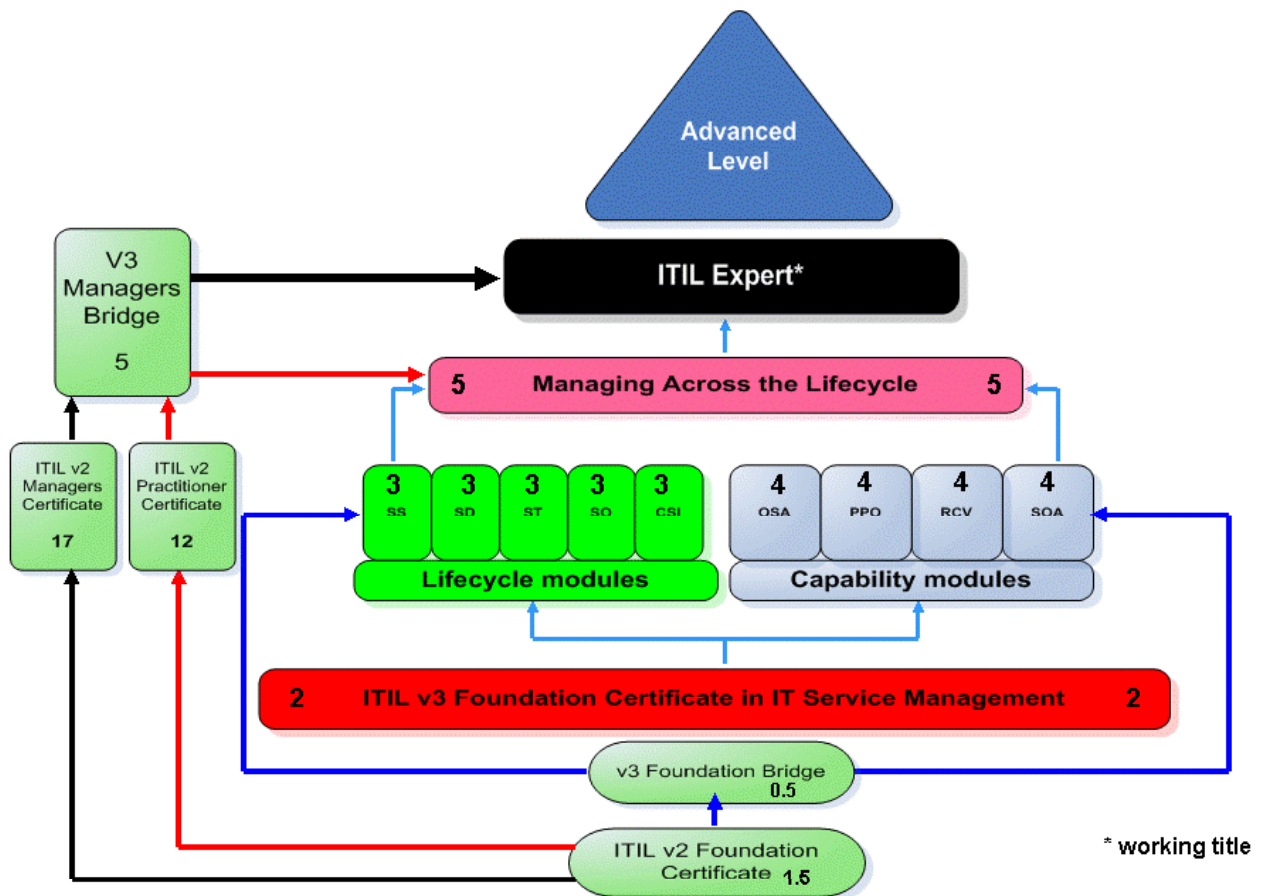 Advanced
Level
V3
Managers
Bridge
5
ITIL Expert*
5 Managing Across the Lifecycle 5
ITIL v2
Managers
Certificate
17
ITIL v2
Practitioner
Certificate
12
3 3 3 3 3
SS SD ST SO CSI
Lifecycle modules
4 4 4 4
OSA PPO RCV SOA
Capability modules
2 ITIL v3 Foundation Certificate in IT Service Management 2
v3 Foundation Bridge
0.5
ITIL v2 Foundation
Certificate 1.5
* working title